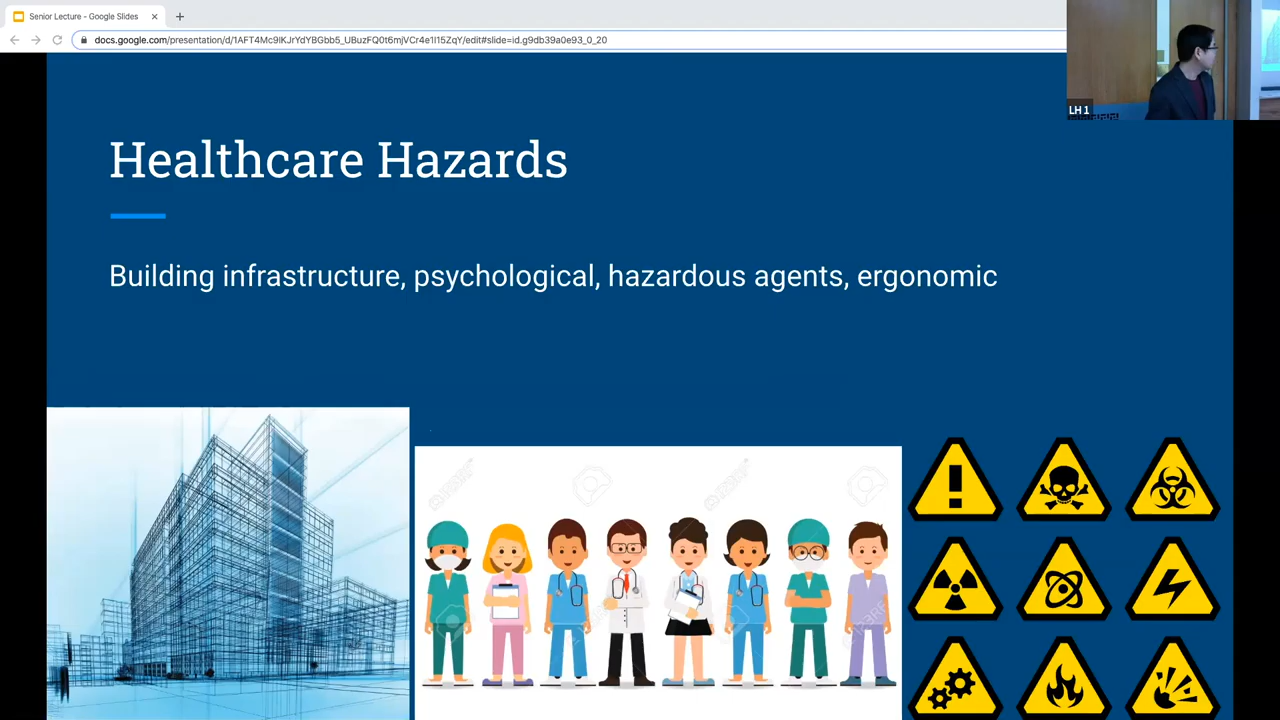 Senior Lecture - Google Slides
docs.google.com/presentation/d/1AFT4Mc9IKJrYdYBGbb5_UBuzFQ0t6mjVCr4e1I15ZqY/edit#slide=id.g9db39a0e93_0_20
LH 1
Healthcare Hazards
Building infrastructure, psychological, hazardous agents, ergonomic